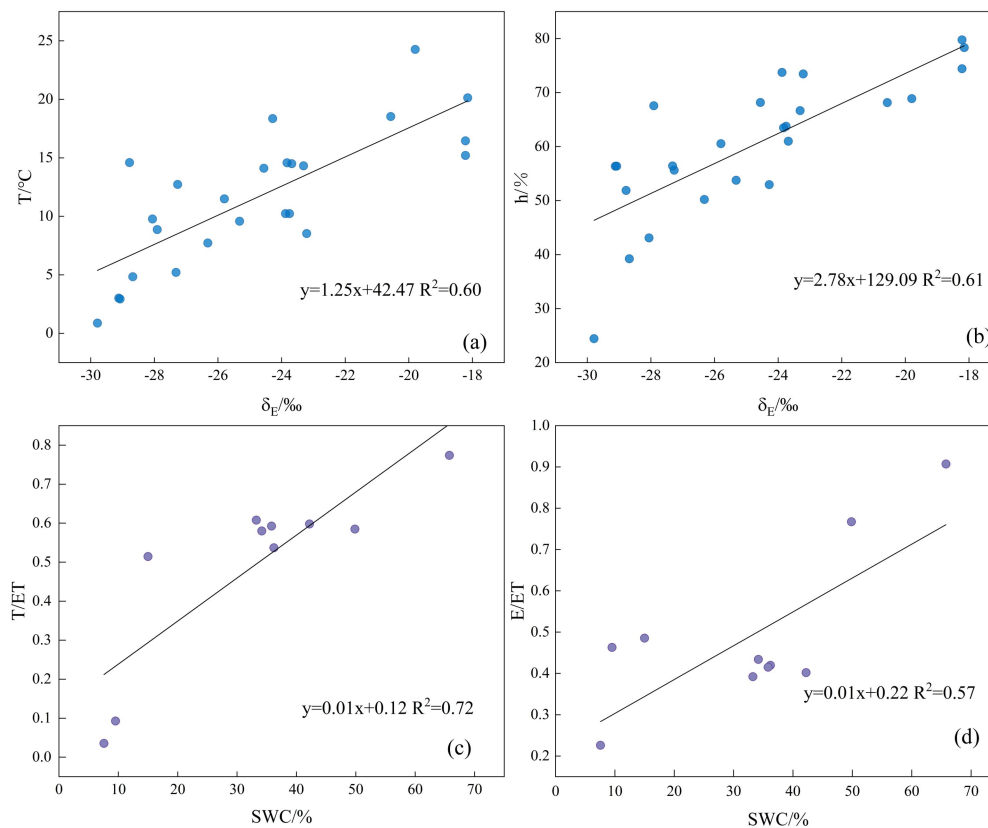 25
20
15
10
5
0
T/°C
-30 -28 -26 -24 -22 -20 -18
δE/‰
y=1.25x+42.47 R²=0.60
(a)
80
70
60
50
40
30
20
h/%
-30 -28 -26 -24 -22 -20 -18
δE/‰
y=2.78x+129.09 R²=0.61
(b)
0.8
0.7
0.6
0.5
0.4
0.3
0.2
0.1
0.0
T/ET
0 10 20 30 40 50 60 70
SWC/%
y=0.01x+0.12 R²=0.72
(c)
1.0
0.9
0.8
0.7
0.6
0.5
0.4
0.3
0.2
E/ET
0 10 20 30 40 50 60 70
SWC/%
y=0.01x+0.22 R²=0.57
(d)